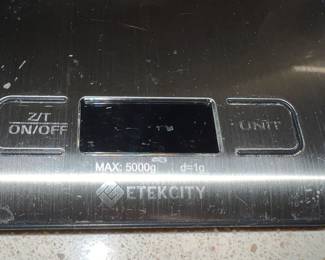 Z/T
ON/OFF
UNIT
MAX: 5000g d=1g
ETEKCITY